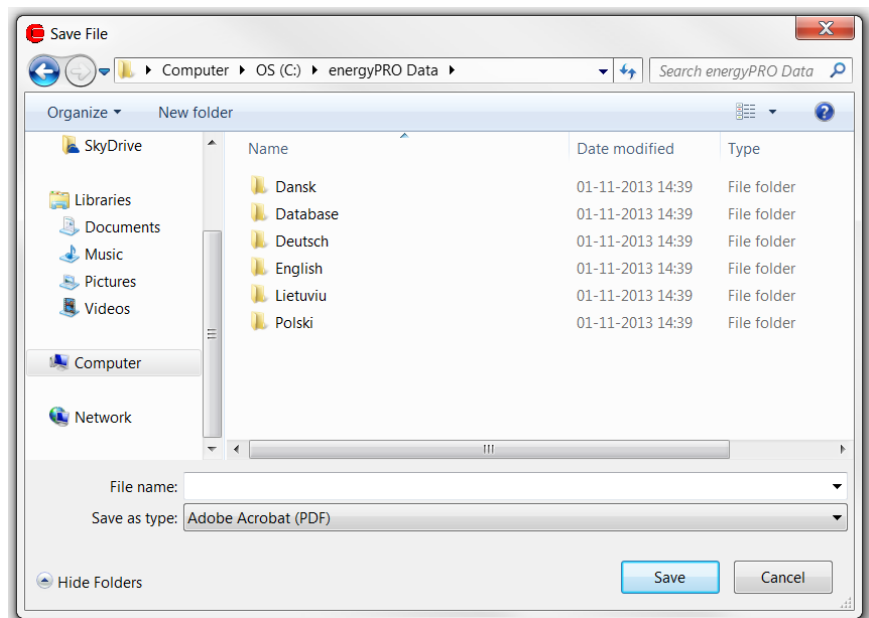 Save File
Computer ▸ OS (C:) ▸ energyPRO Data ▸
Search energyPRO Data
Organize
New folder
SkyDrive
Libraries
Documents
Music
Pictures
Videos
Computer
Network
Name Date modified Type
Dansk 01-11-2013 14:39 File folder
Database 01-11-2013 14:39 File folder
Deutsch 01-11-2013 14:39 File folder
English 01-11-2013 14:39 File folder
Lietuviu 01-11-2013 14:39 File folder
Polski 01-11-2013 14:39 File folder
File name:
Save as type: Adobe Acrobat (PDF)
Hide Folders
Save
Cancel